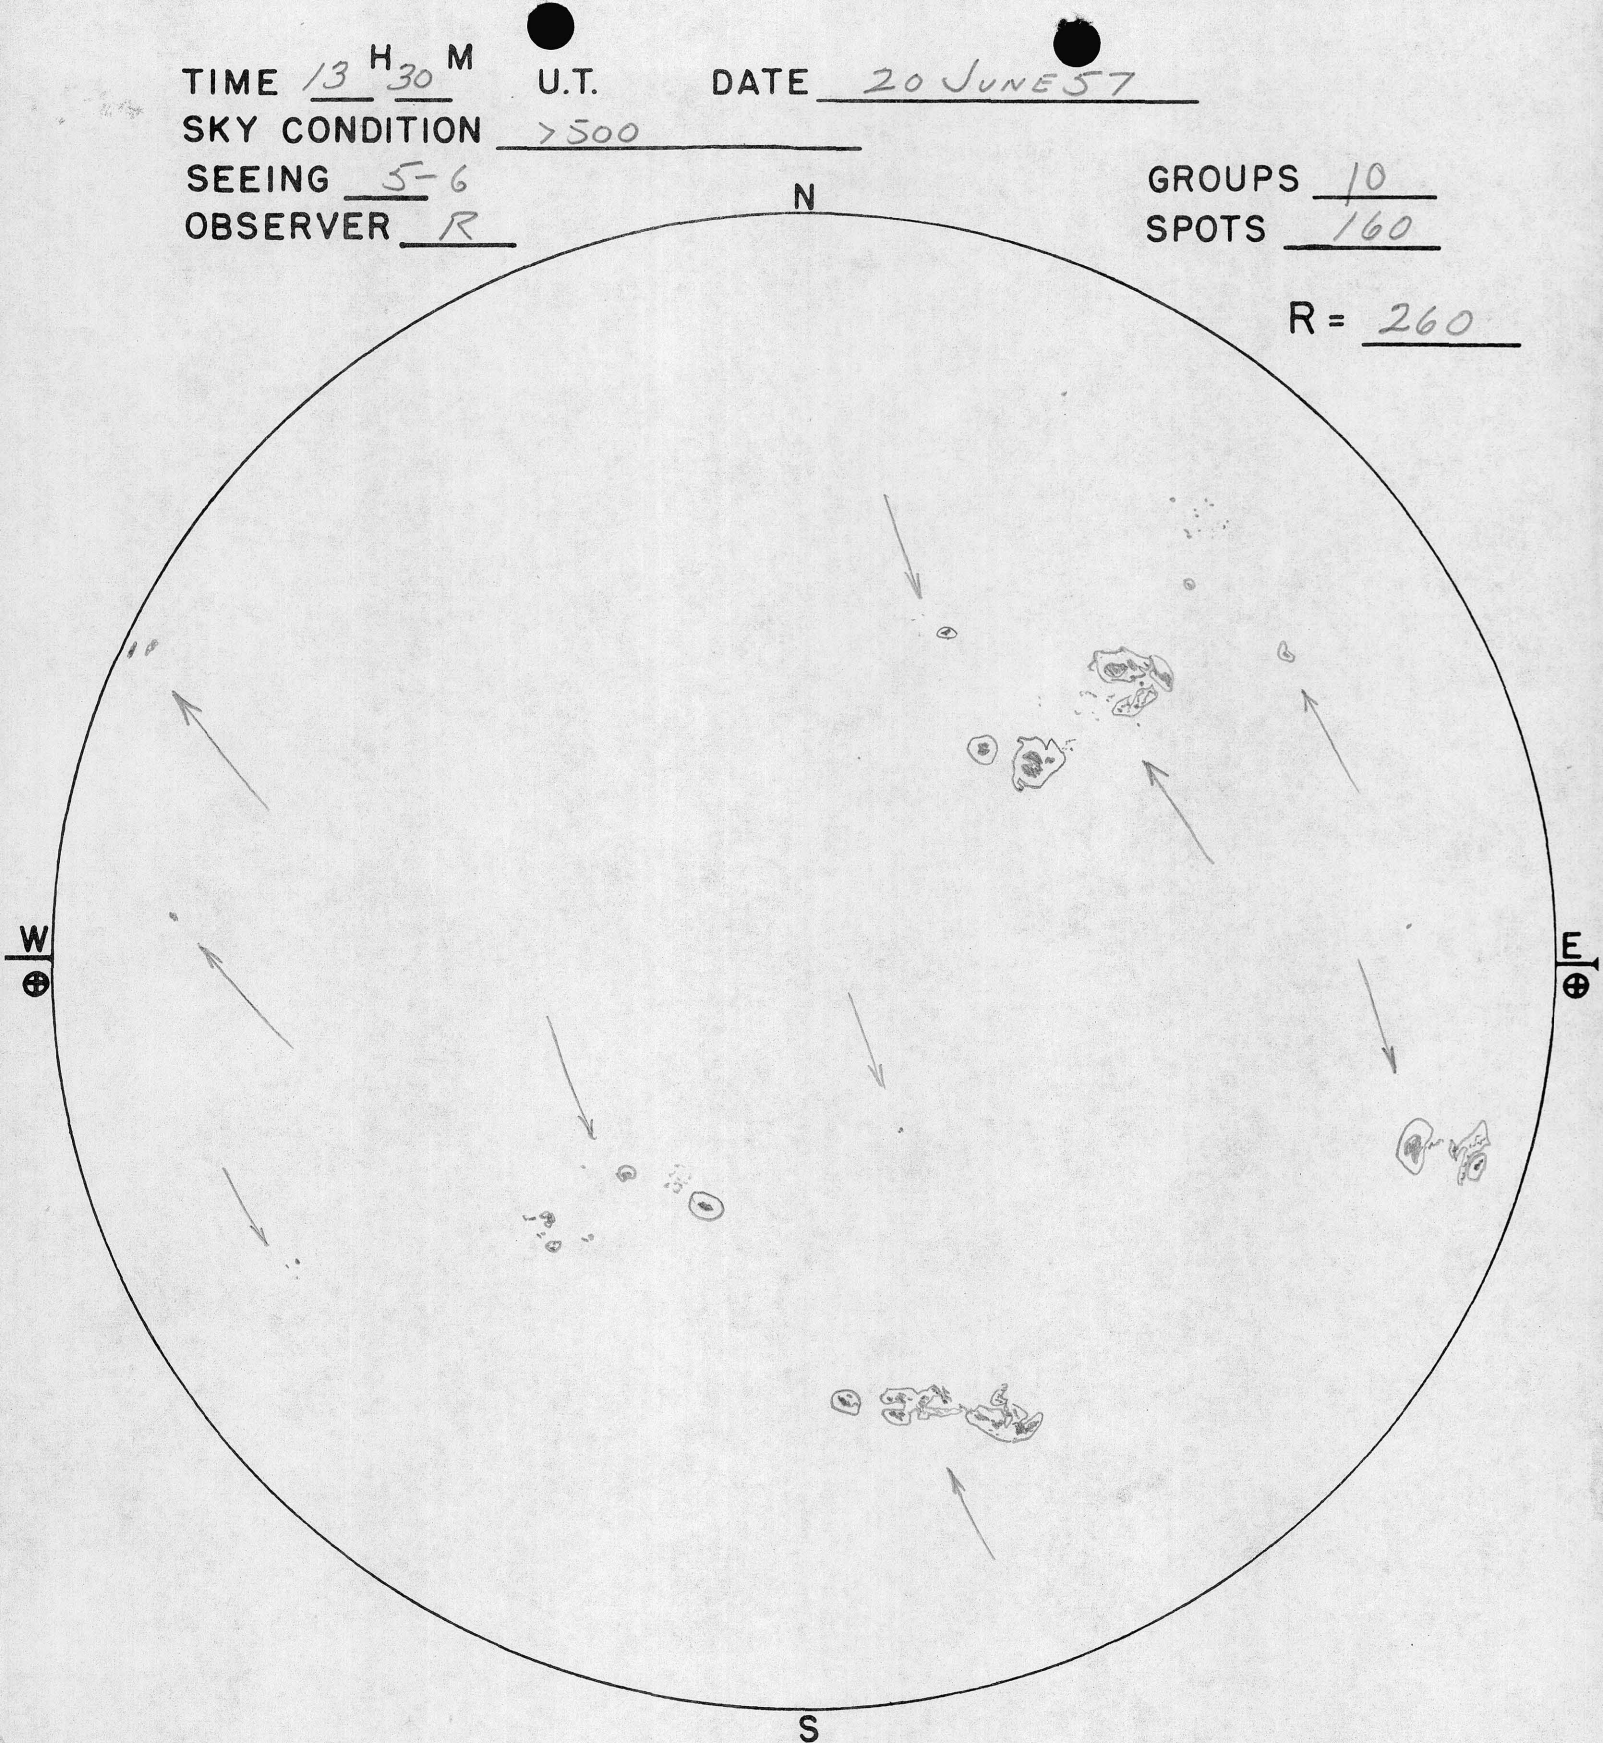 TIME 13 H 30 M U.T. DATE 20 JUNE 57
SKY CONDITION >500
SEEING 5-6
GROUPS 10
OBSERVER R
SPOTS 160
R = 260
N
W
E
S